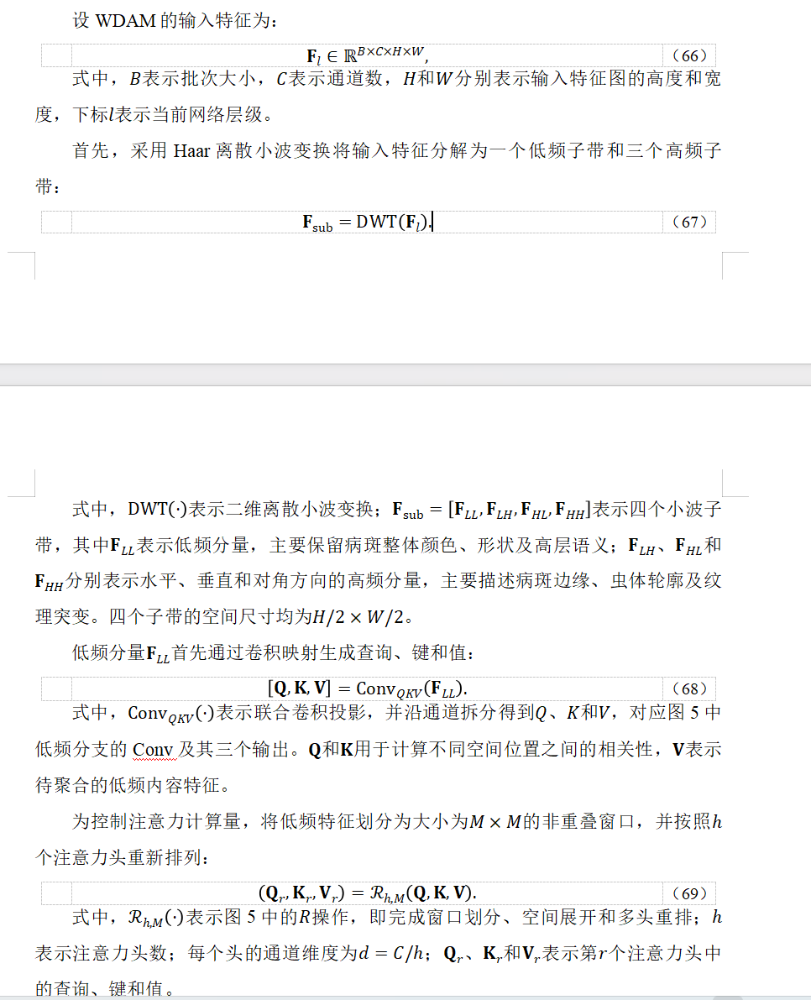 设 WDAM 的输入特征为：
F_l ∈ ℝ^{B×C×H×W}, （66）
式中，B表示批次大小，C表示通道数，H和W分别表示输入特征图的高度和宽
度，下标l表示当前网络层级。
首先，采用 Haar 离散小波变换将输入特征分解为一个低频子带和三个高频子
带：
F_sub = DWT(F_l). （67）
式中，DWT(·)表示二维离散小波变换；F_sub = [F_LL, F_LH, F_HL, F_HH]表示四个小波子
带，其中F_LL表示低频分量，主要保留病斑整体颜色、形状及高层语义；F_LH、F_HL和
F_HH分别表示水平、垂直和对角方向的高频分量，主要描述病斑边缘、虫体轮廓及纹
理突变。四个子带的空间尺寸均为H/2 × W/2。
低频分量F_LL首先通过卷积映射生成查询、键和值：
[Q, K, V] = Conv_QKV(F_LL). （68）
式中，Conv_QKV(·)表示联合卷积投影，并沿通道拆分得到Q、K和V，对应图 5 中
低频分支的 Conv 及其三个输出。Q和K用于计算不同空间位置之间的相关性，V表示
待聚合的低频内容特征。
为控制注意力计算量，将低频特征划分为大小为M × M的非重叠窗口，并按照h
个注意力头重新排列：
(Q_r, K_r, V_r) = ℛ_{h,M}(Q, K, V). （69）
式中，ℛ_{h,M}(·)表示图 5 中的R操作，即完成窗口划分、空间展开和多头重排；h
表示注意力头数；每个头的通道维度为d = C/h；Q_r、K_r和V_r表示第r个注意力头中
的查询、键和值。